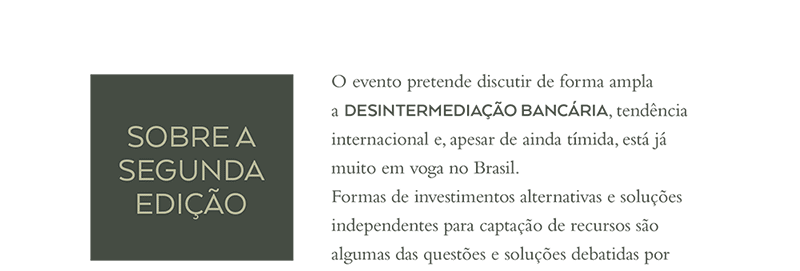 SOBRE A
SEGUNDA
EDIÇÃO
O evento pretende discutir de forma ampla
a DESINTERMEDIAÇÃO BANCÁRIA, tendência
internacional e, apesar de ainda tímida, está já
muito em voga no Brasil.
Formas de investimentos alternativas e soluções
independentes para captação de recursos são
algumas das questões e soluções debatidas por